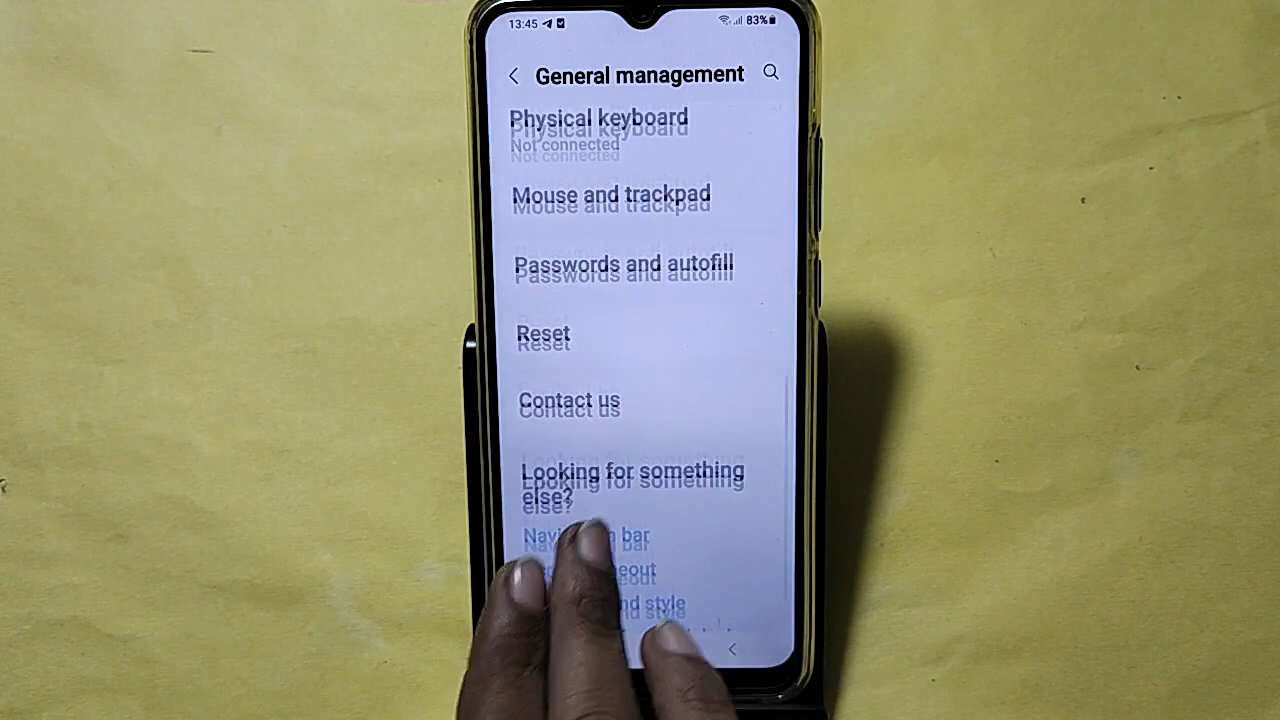 13:45 83%
General management
Physical keyboard
Not connected
Mouse and trackpad
Passwords and autofill
Reset
Contact us
Looking for something
else?
bar
style